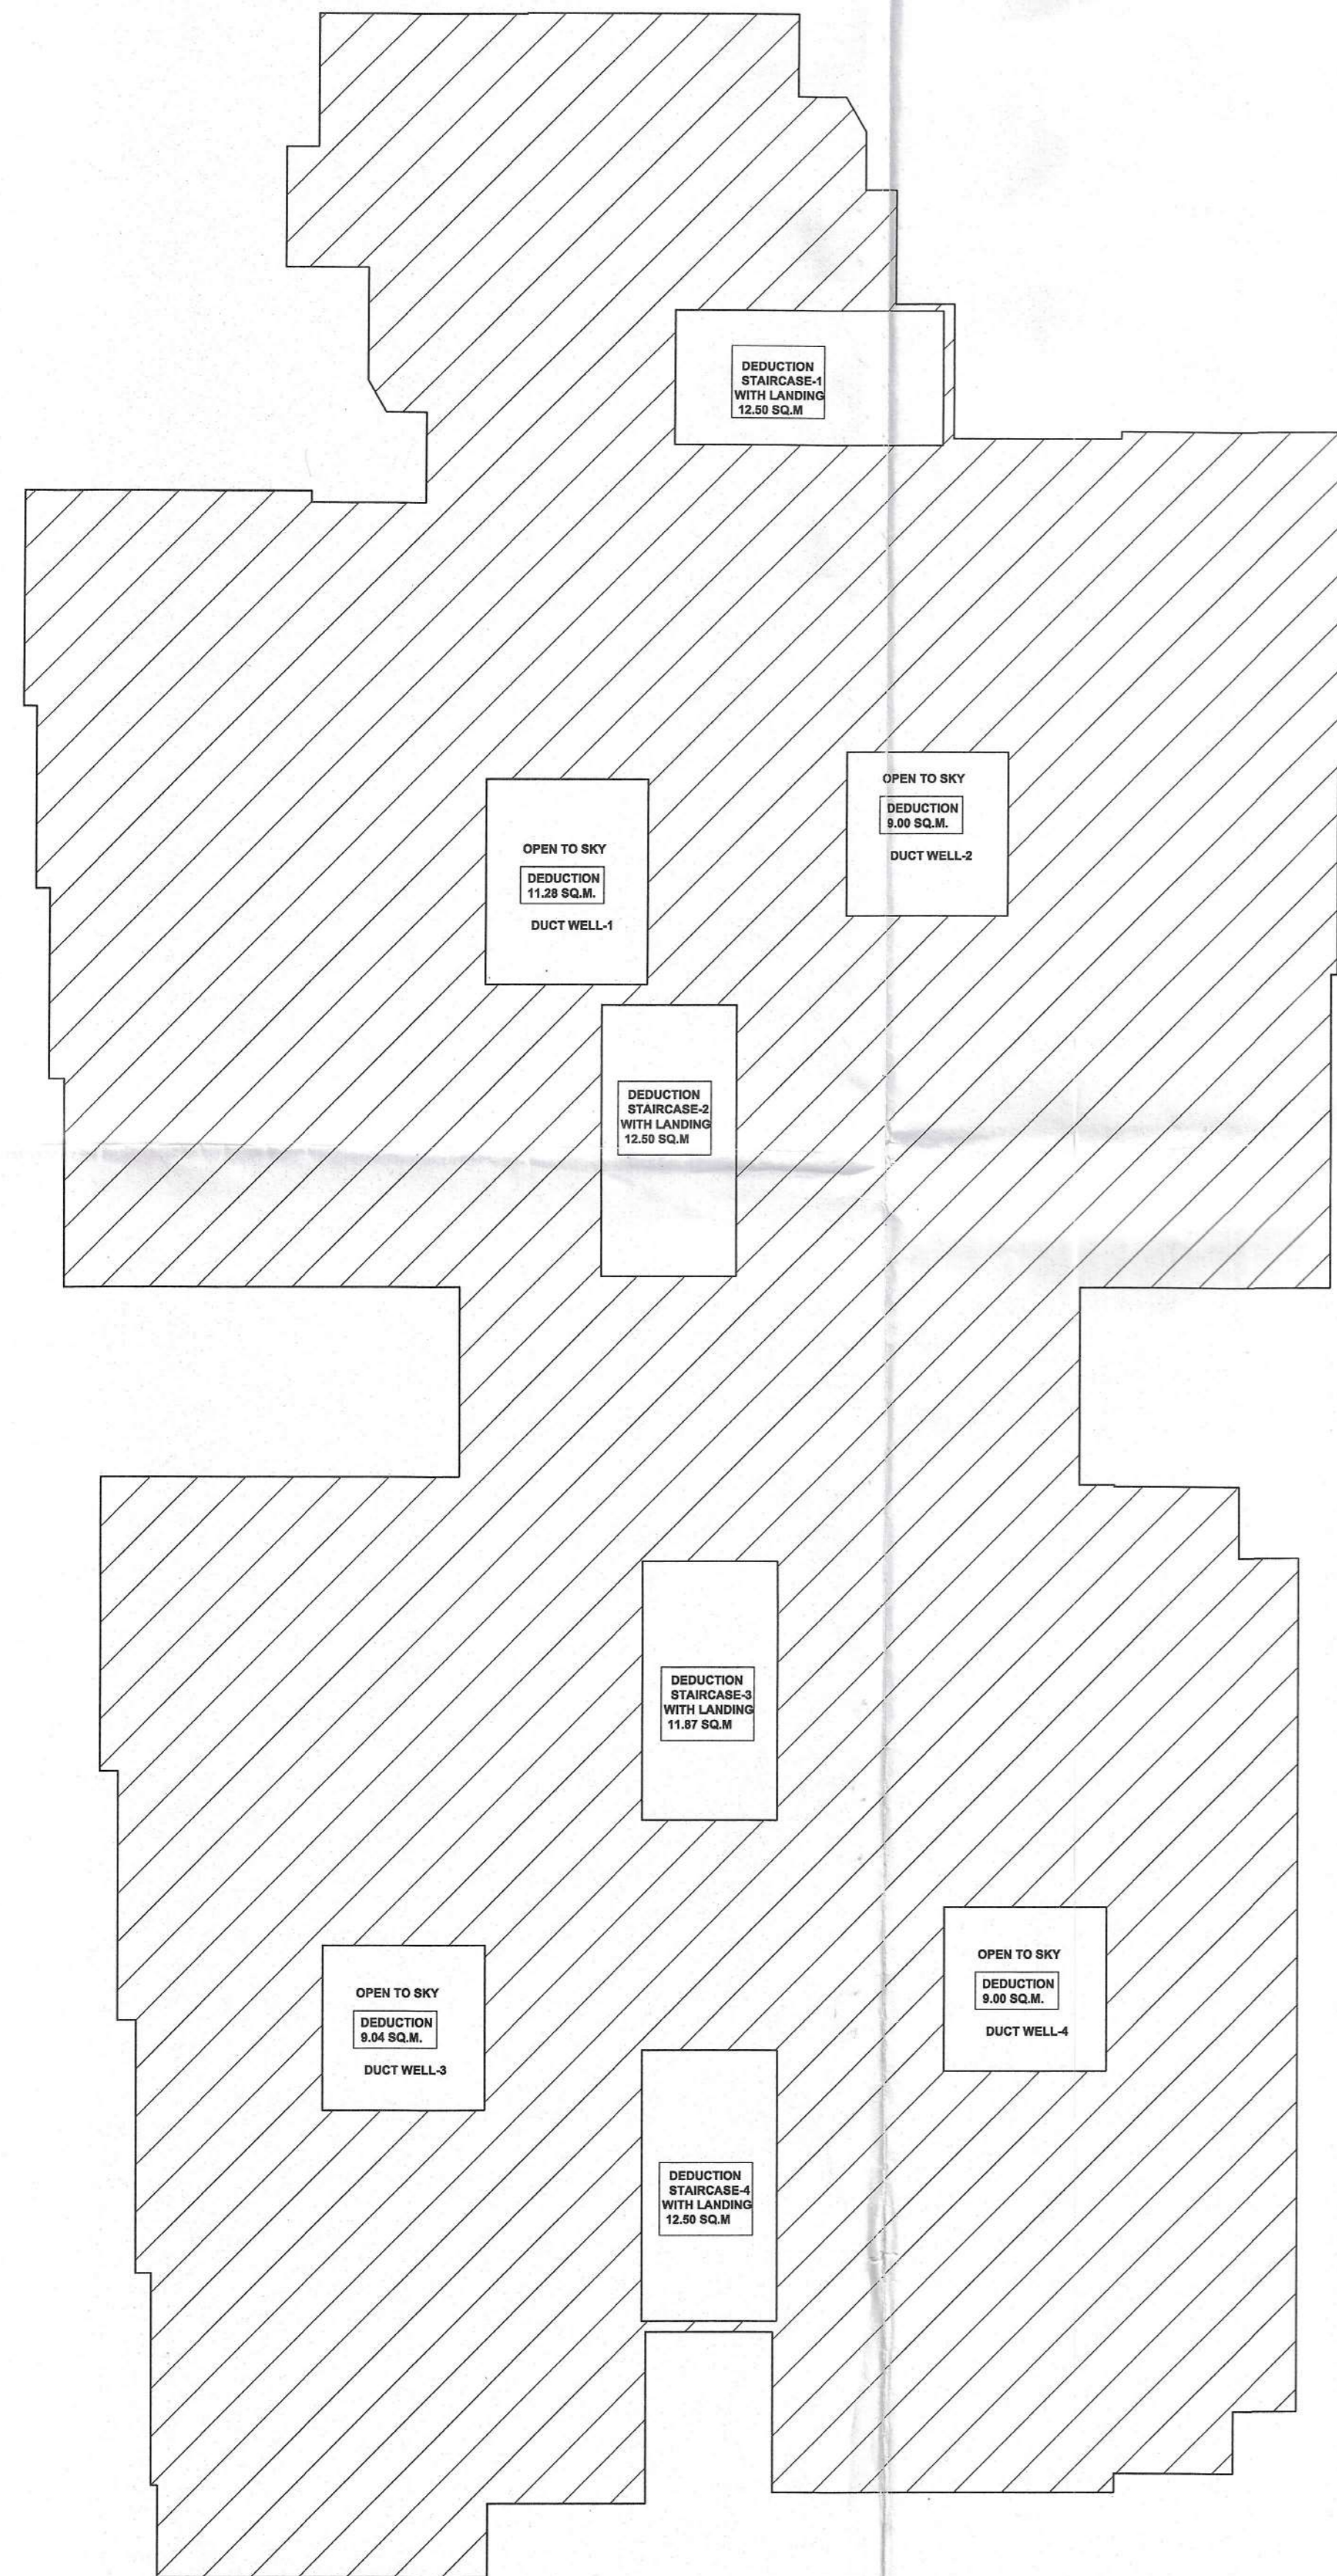 DEDUCTION
STAIRCASE-1
WITH LANDING
12.50 SQ.M
OPEN TO SKY
DEDUCTION
9.00 SQ.M.
DUCT WELL-2
OPEN TO SKY
DEDUCTION
11.28 SQ.M.
DUCT WELL-1
DEDUCTION
STAIRCASE-2
WITH LANDING
12.50 SQ.M
DEDUCTION
STAIRCASE-3
WITH LANDING
11.87 SQ.M
OPEN TO SKY
DEDUCTION
9.00 SQ.M.
DUCT WELL-4
OPEN TO SKY
DEDUCTION
9.04 SQ.M.
DUCT WELL-3
DEDUCTION
STAIRCASE-4
WITH LANDING
12.50 SQ.M